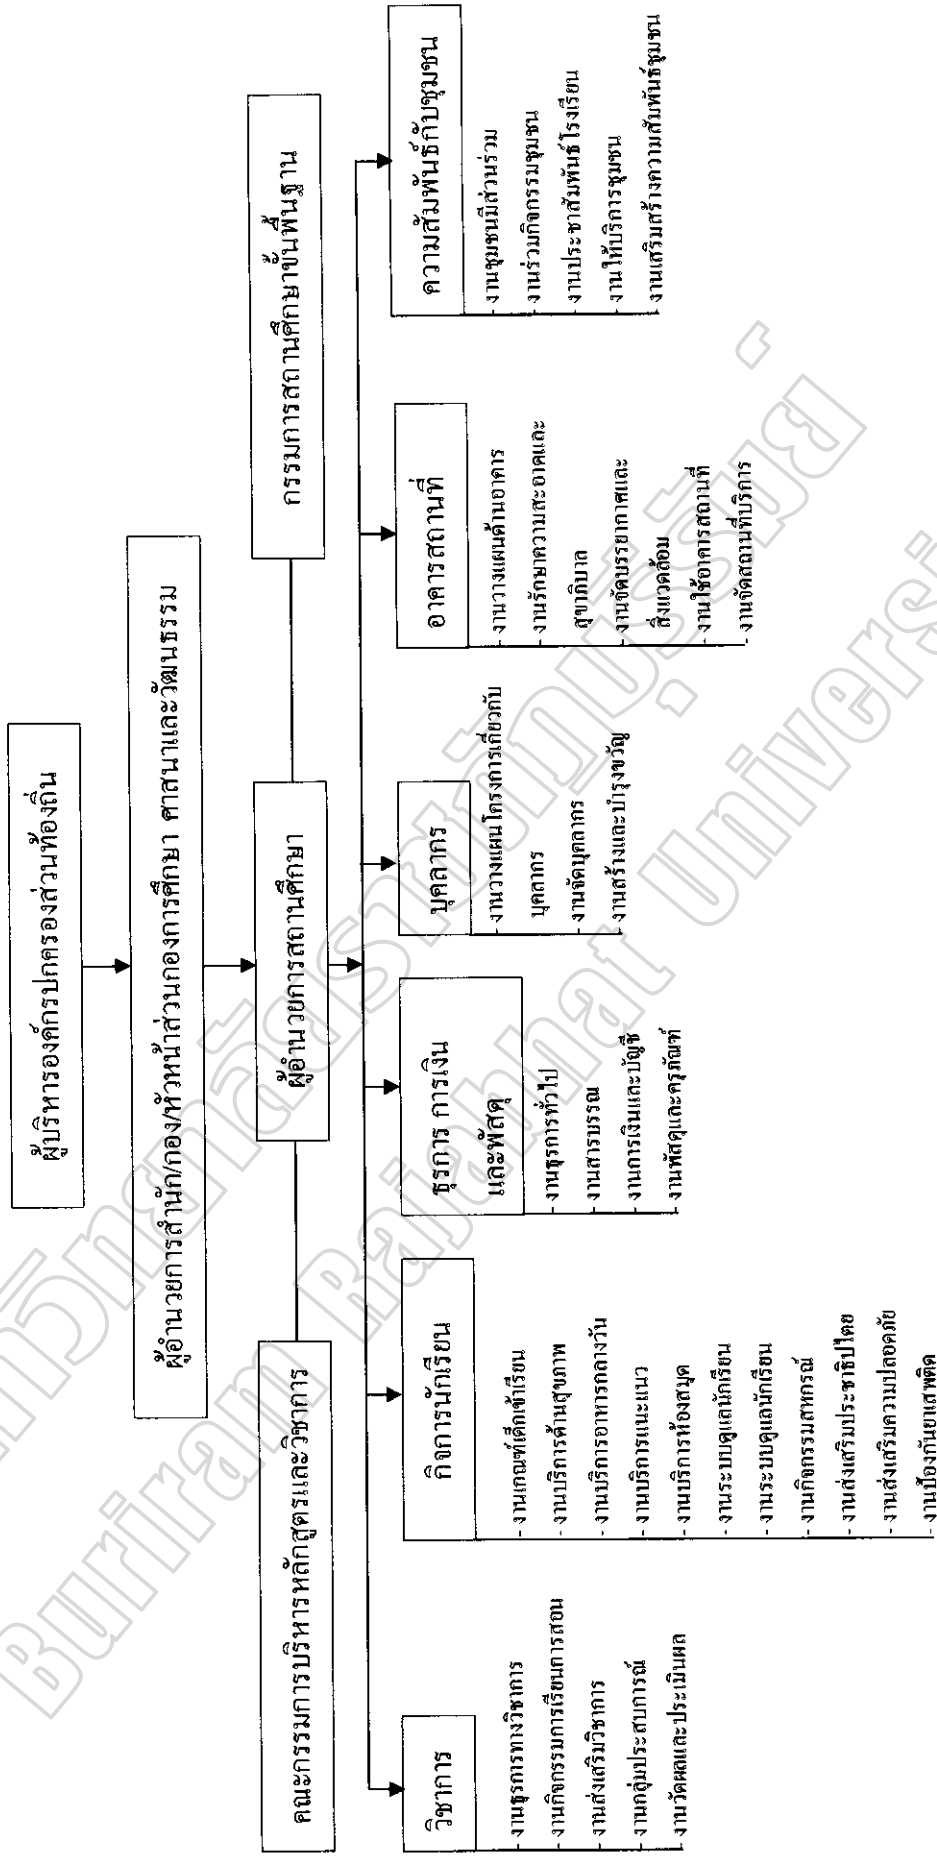 ผู้บริหารองค์กรปกครองส่วนท้องถิ่น
ผู้อำนวยการสำนัก/กอง/หัวหน้าส่วนกองการศึกษา ศาสนาและวัฒนธรรม
คณะกรรมการบริหารหลักสูตรและวิชาการ
ผู้อำนวยการสถานศึกษา
กรรมการสถานศึกษาขั้นพื้นฐาน
วิชาการ
- งานธุรการทางวิชาการ
- งานกิจกรรมการเรียนการสอน
- งานส่งเสริมวิชาการ
- งานกลุ่มประสบการณ์
- งานวัดผลและประเมินผล
กิจการนักเรียน
- งานเกณฑ์เด็กเข้าเรียน
- งานบริการด้านสุขภาพ
- งานบริการอาหารกลางวัน
- งานบริการแนะแนว
- งานบริการห้องสมุด
- งานระบบดูแลนักเรียน
- งานระบบดูแลนักเรียน
- งานกิจกรรมสหกรณ์
- งานส่งเสริมประชาธิปไตย
- งานส่งเสริมความปลอดภัย
- งานป้องกันยาเสพติด
ธุรการ การเงิน
และพัสดุ
- งานธุรการทั่วไป
- งานสารบรรณ
- งานการเงินและบัญชี
- งานพัสดุและครุภัณฑ์
บุคลากร
- งานวางแผนโครงการเกี่ยวกับ
บุคลากร
- งานจัดบุคลากร
- งานสร้างและบำรุงขวัญ
อาคารสถานที่
- งานวางแผนด้านอาคาร
- งานรักษาความสะอาดและ
สุขาภิบาล
- งานจัดบรรยากาศและ
สิ่งแวดล้อม
- งานใช้อาคารสถานที่
- งานจัดสถานที่บริการ
ความสัมพันธ์กับชุมชน
- งานชุมชนมีส่วนร่วม
- งานร่วมกิจกรรมชุมชน
- งานประชาสัมพันธ์โรงเรียน
- งานให้บริการชุมชน
- งานเสริมสร้างความสัมพันธ์ชุมชน
Buriram Rajabhat Universi